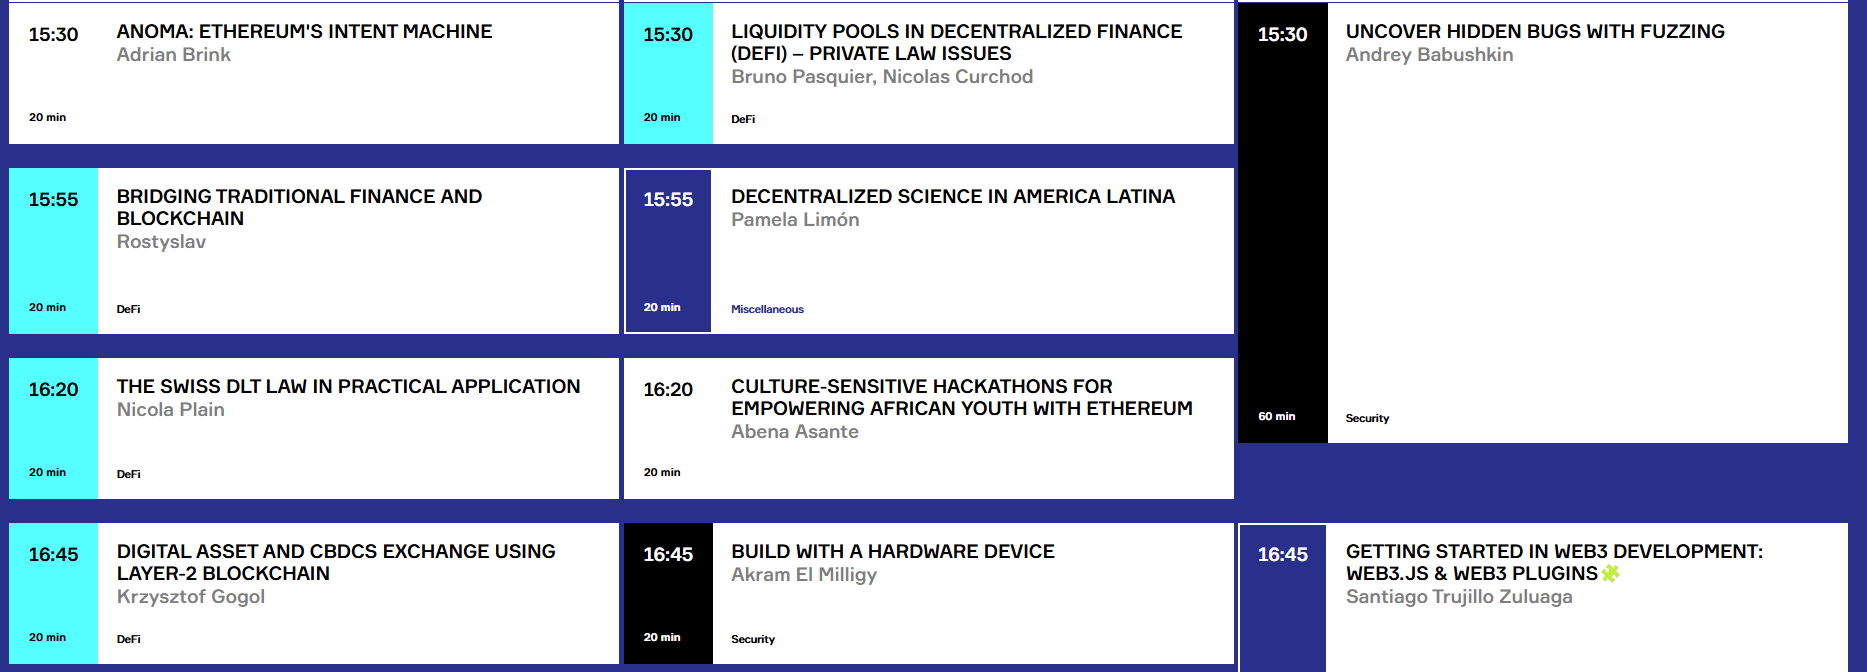 15:30
ANOMA: ETHEREUM'S INTENT MACHINE
Adrian Brink
20 min
15:30
LIQUIDITY POOLS IN DECENTRALIZED FINANCE
(DEFI) – PRIVATE LAW ISSUES
Bruno Pasquier, Nicolas Curchod
20 min
DeFi
15:30
UNCOVER HIDDEN BUGS WITH FUZZING
Andrey Babushkin
60 min
Security
15:55
BRIDGING TRADITIONAL FINANCE AND
BLOCKCHAIN
Rostyslav
20 min
DeFi
15:55
DECENTRALIZED SCIENCE IN AMERICA LATINA
Pamela Limón
20 min
Miscellaneous
16:20
THE SWISS DLT LAW IN PRACTICAL APPLICATION
Nicola Plain
20 min
DeFi
16:20
CULTURE-SENSITIVE HACKATHONS FOR
EMPOWERING AFRICAN YOUTH WITH ETHEREUM
Abena Asante
20 min
16:45
DIGITAL ASSET AND CBDCS EXCHANGE USING
LAYER-2 BLOCKCHAIN
Krzysztof Gogol
20 min
DeFi
16:45
BUILD WITH A HARDWARE DEVICE
Akram El Milligy
20 min
Security
16:45
GETTING STARTED IN WEB3 DEVELOPMENT:
WEB3.JS & WEB3 PLUGINS🧩
Santiago Trujillo Zuluaga